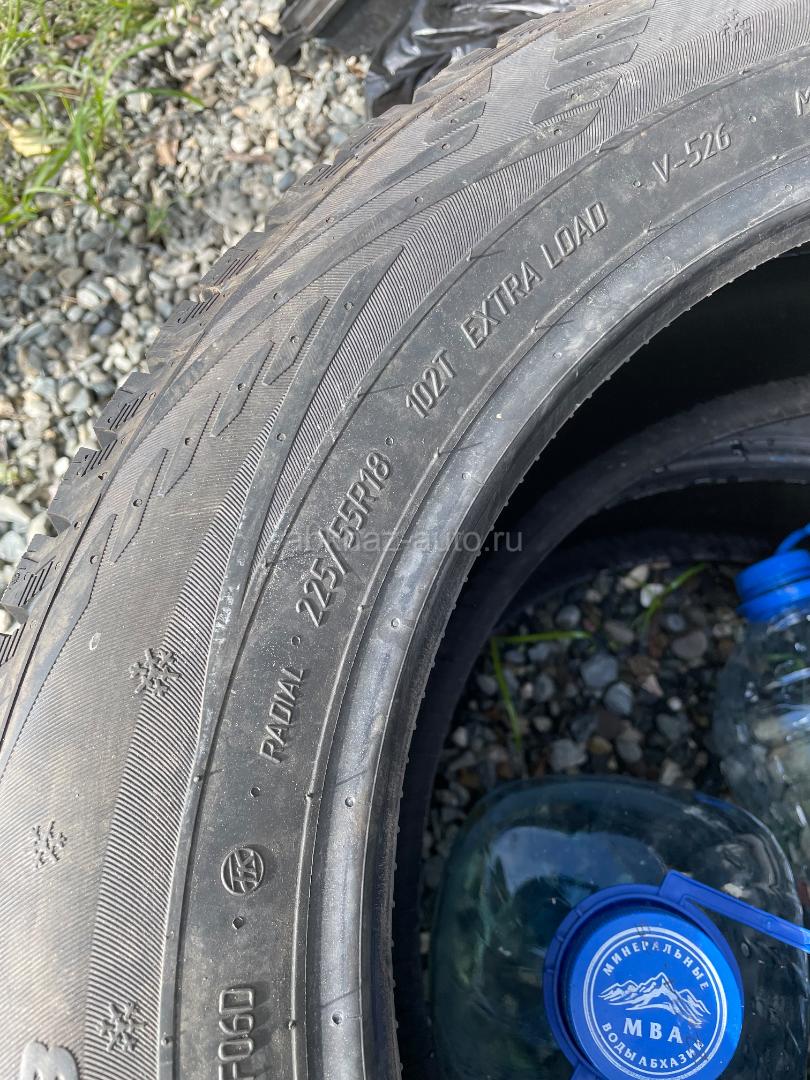 V-526
102T EXTRA LOAD
RADIAL · 225/55R18 ·
F06D
МИНЕРАЛЬНЫЕ
МВА
ВОДЫ АБХАЗИИ